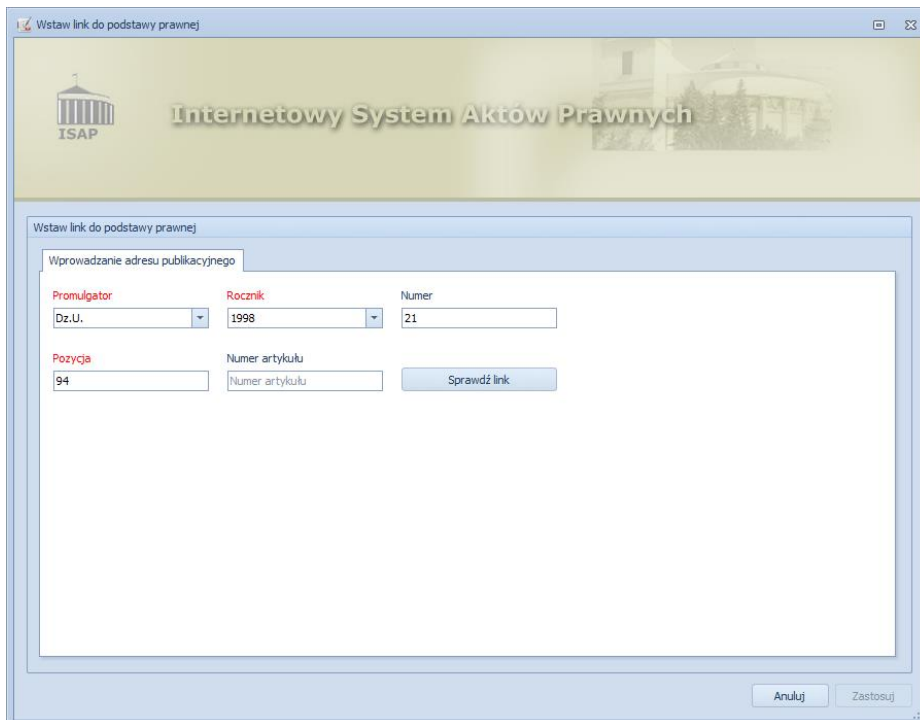 Wstaw link do podstawy prawnej
ISAP
Internetowy System Aktów Prawnych
Wstaw link do podstawy prawnej
Wprowadzanie adresu publikacyjnego
Promulgator Rocznik Numer
Dz.U. 1998 21
Pozycja Numer artykułu
94 Numer artykułu Sprawdź link
Anuluj Zastosuj